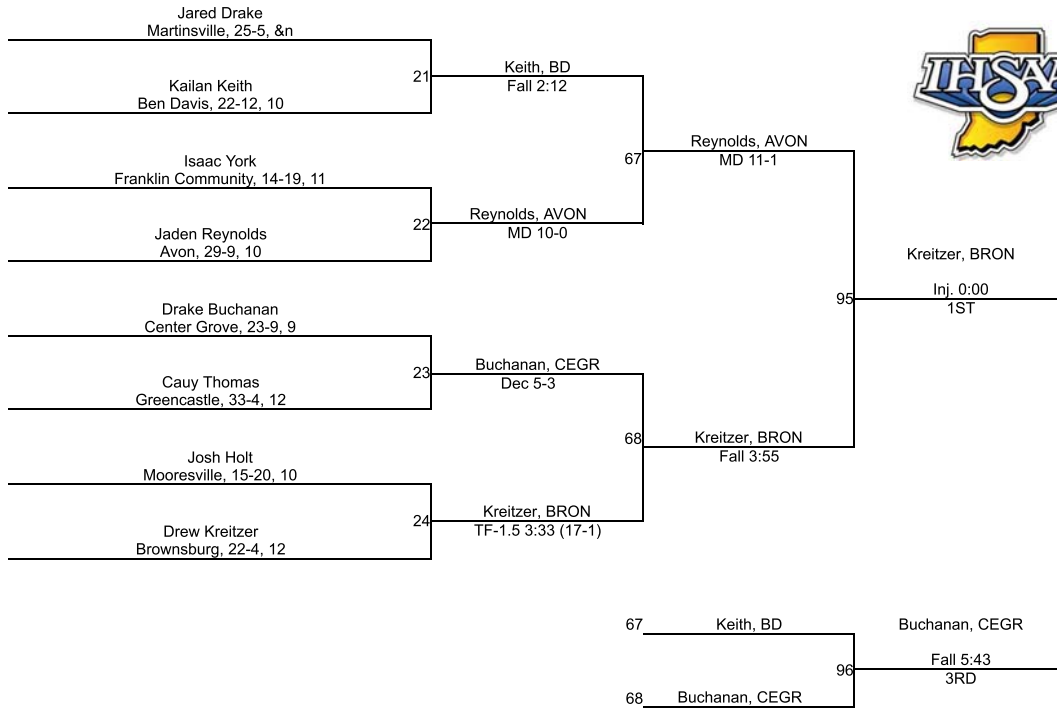 Jared Drake
Martinsville, 25-5, &n
21
Kailan Keith
Ben Davis, 22-12, 10
Keith, BD
Fall 2:12
Isaac York
Franklin Community, 14-19, 11
22
Jaden Reynolds
Avon, 29-9, 10
Reynolds, AVON
MD 10-0
67
Reynolds, AVON
MD 11-1
Drake Buchanan
Center Grove, 23-9, 9
23
Cauy Thomas
Greencastle, 33-4, 12
Buchanan, CEGR
Dec 5-3
Josh Holt
Mooresville, 15-20, 10
24
Drew Kreitzer
Brownsburg, 22-4, 12
Kreitzer, BRON
TF-1.5 3:33 (17-1)
68
Kreitzer, BRON
Fall 3:55
95
IHSAA
Kreitzer, BRON
Inj. 0:00
1ST
67
Keith, BD
68
Buchanan, CEGR
96
Buchanan, CEGR
Fall 5:43
3RD